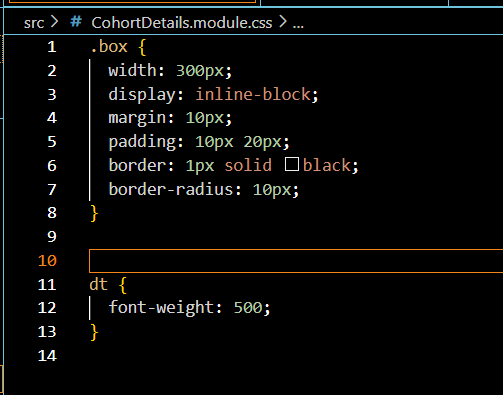 src > # CohortDetails.module.css > ...
1 .box {
2 width: 300px;
3 display: inline-block;
4 margin: 10px;
5 padding: 10px 20px;
6 border: 1px solid black;
7 border-radius: 10px;
8 }
9
10
11 dt {
12 font-weight: 500;
13 }
14